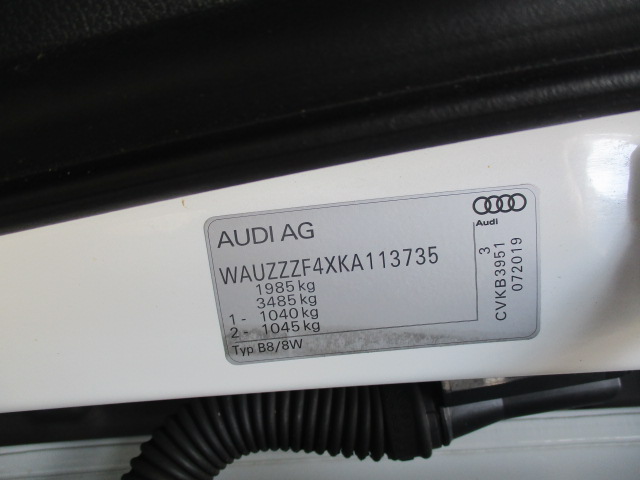 AUDI AG
Audi
WAUZZZF4XKA113735
1985 kg
3485 kg
1 - 1040 kg
2 - 1045 kg
Typ B8/8W
3
CVKB3951
072019